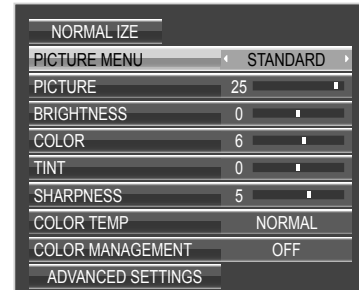 NORMAL IZE
PICTURE MENU STANDARD
PICTURE 25
BRIGHTNESS 0
COLOR 6
TINT 0
SHARPNESS 5
COLOR TEMP NORMAL
COLOR MANAGEMENT OFF
ADVANCED SETTINGS